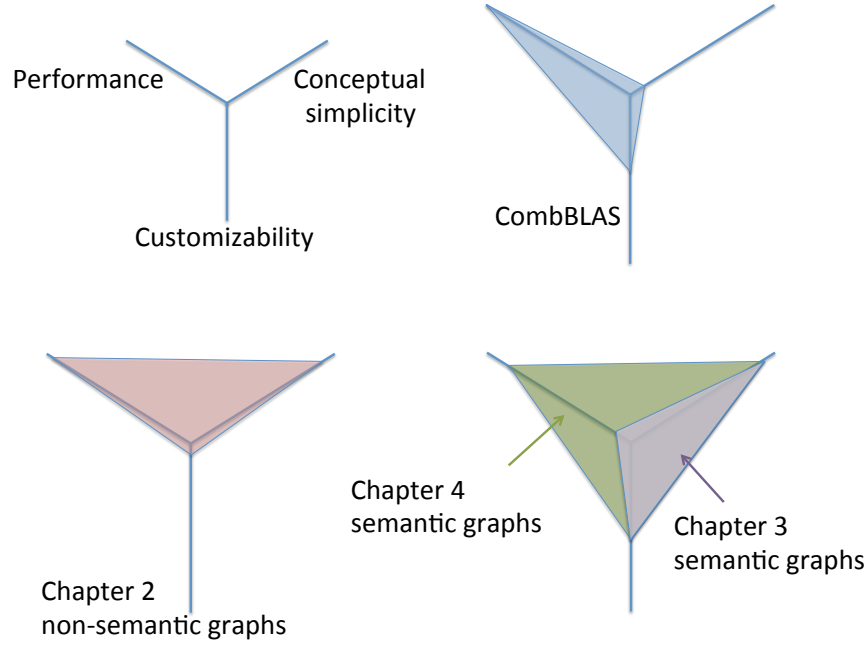 Performance
Conceptual
simplicity
Customizability
CombBLAS
Chapter 2
non-semantic graphs
Chapter 4
semantic graphs
Chapter 3
semantic graphs